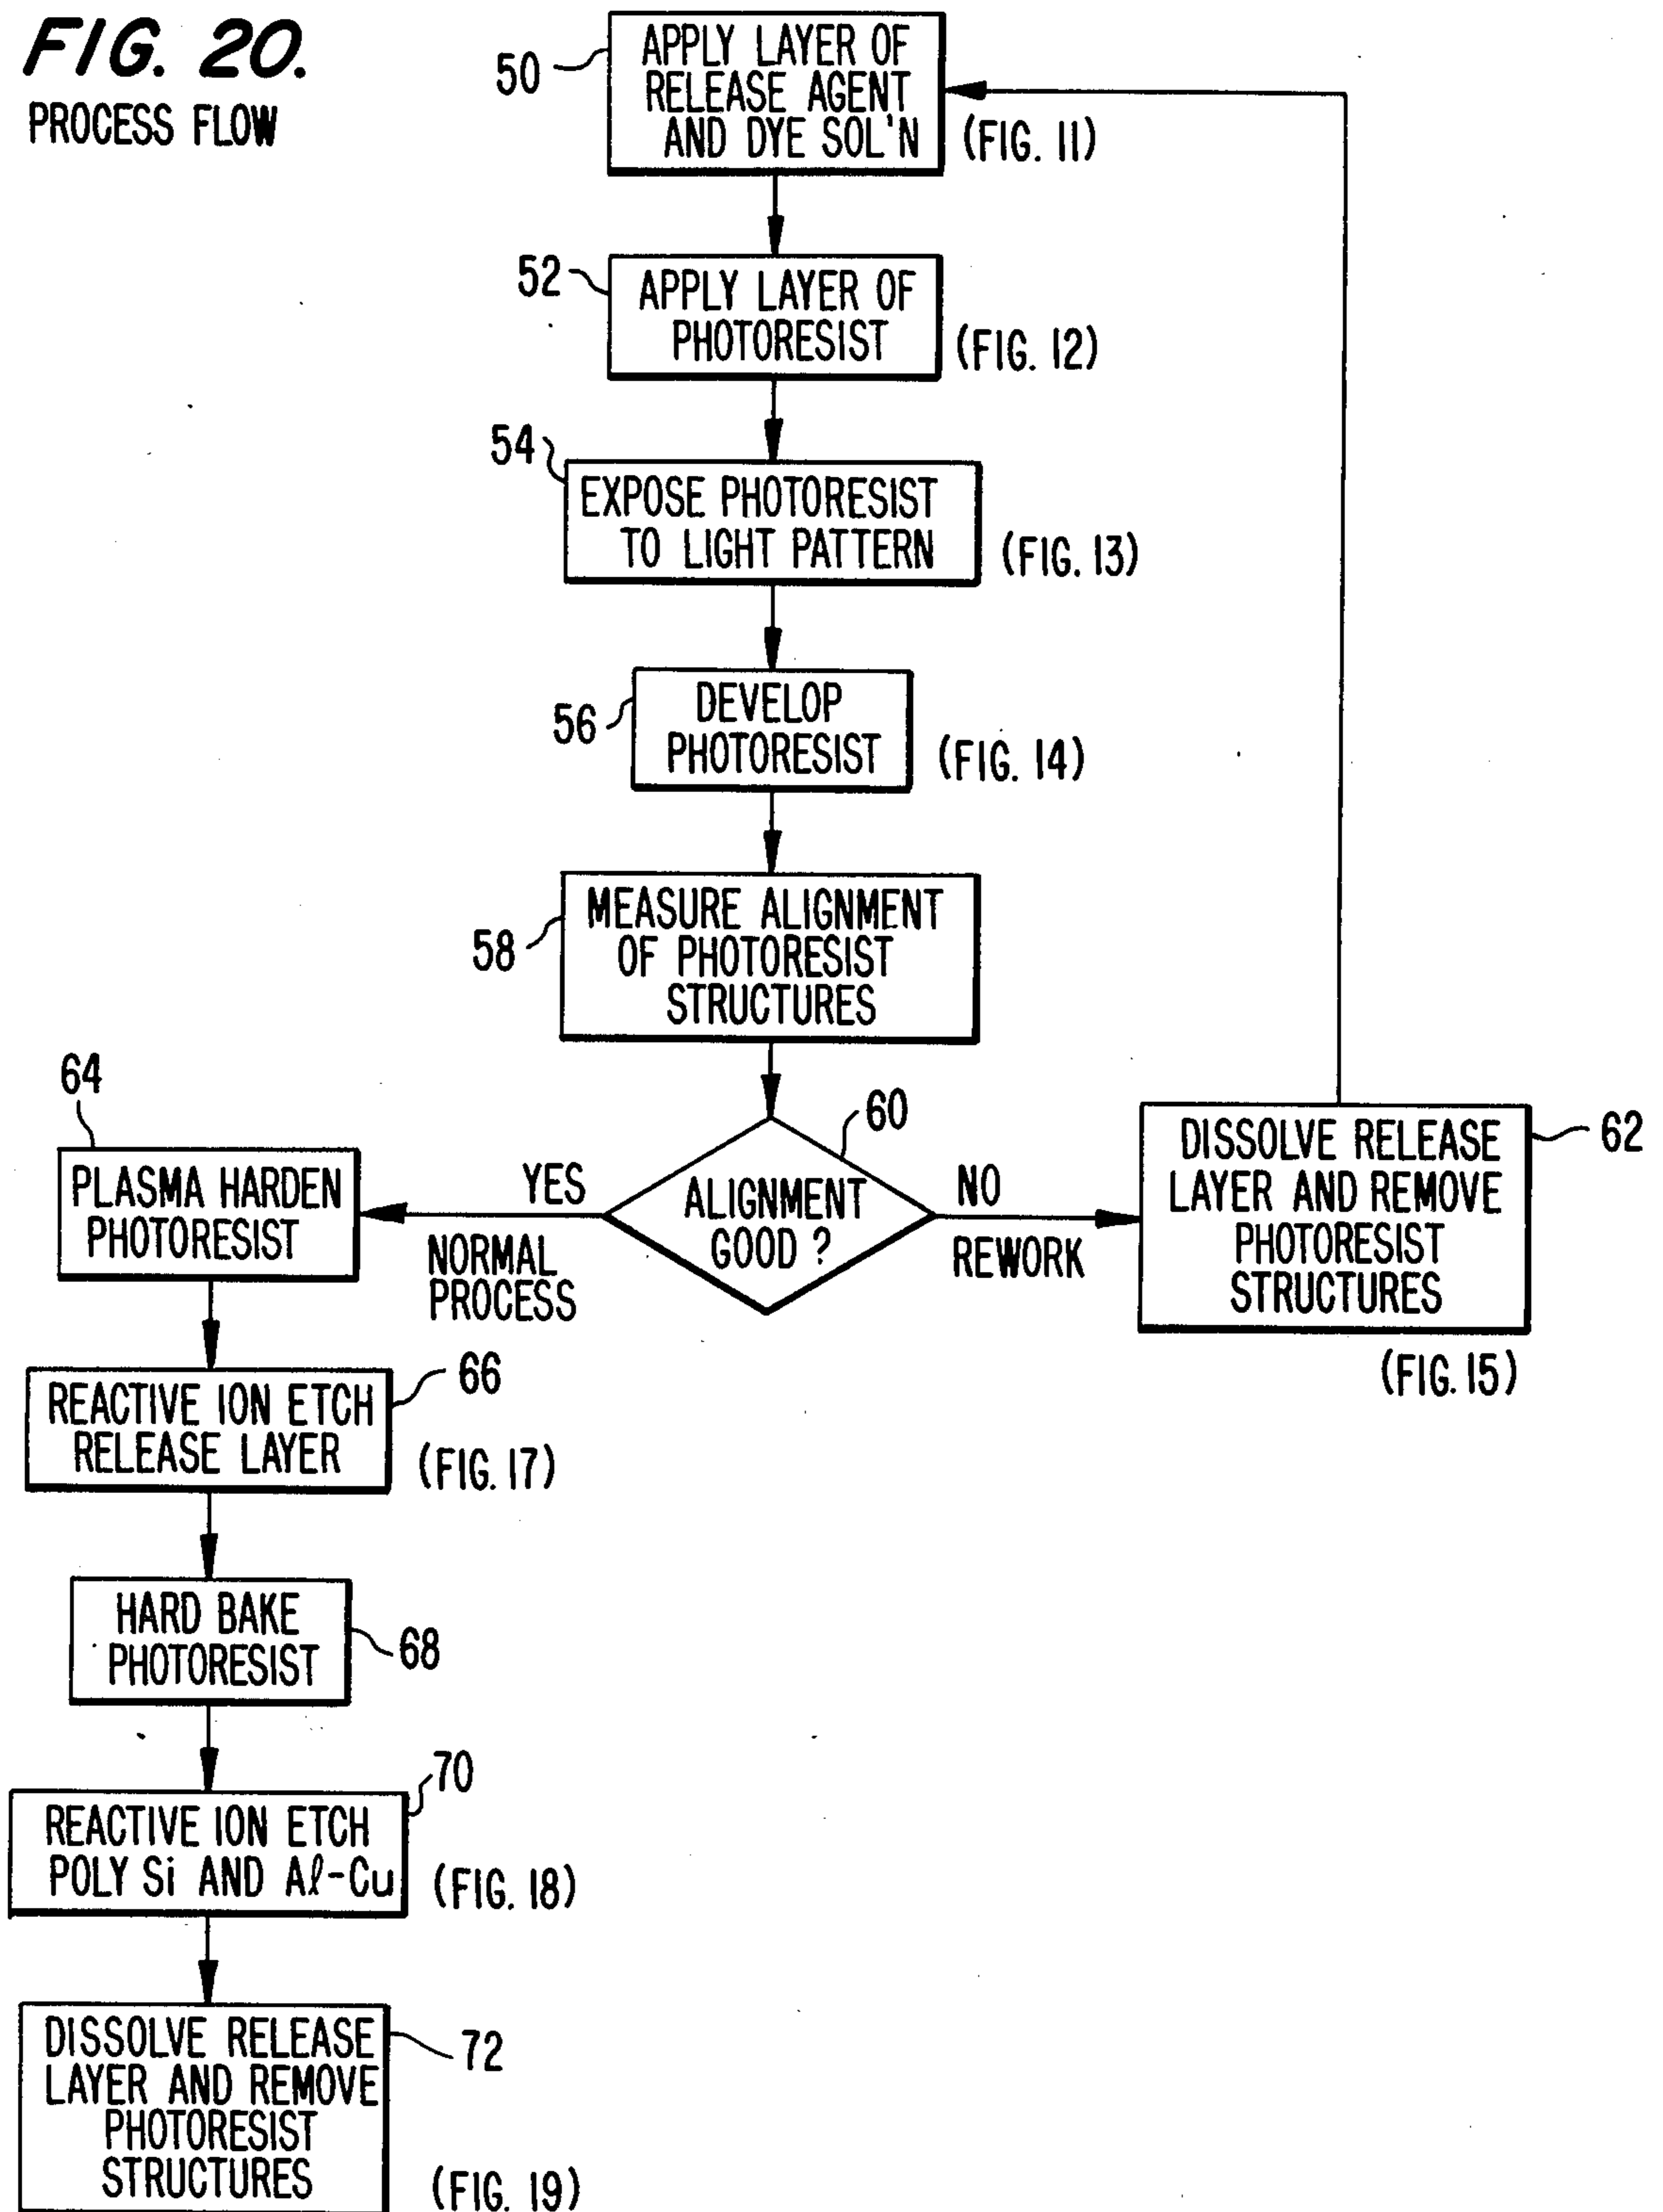 FIG. 20.
PROCESS FLOW
50
APPLY LAYER OF
RELEASE AGENT
AND DYE SOL'N
(FIG. 11)
52
APPLY LAYER OF
PHOTORESIST
(FIG. 12)
54
EXPOSE PHOTORESIST
TO LIGHT PATTERN
(FIG. 13)
56
DEVELOP
PHOTORESIST
(FIG. 14)
58
MEASURE ALIGNMENT
OF PHOTORESIST
STRUCTURES
60
ALIGNMENT
GOOD ?
YES
NORMAL
PROCESS
NO
REWORK
62
DISSOLVE RELEASE
LAYER AND REMOVE
PHOTORESIST
STRUCTURES
(FIG. 15)
64
PLASMA HARDEN
PHOTORESIST
66
REACTIVE ION ETCH
RELEASE LAYER
(FIG. 17)
68
HARD BAKE
PHOTORESIST
70
REACTIVE ION ETCH
POLY Si AND Aℓ-Cu
(FIG. 18)
72
DISSOLVE RELEASE
LAYER AND REMOVE
PHOTORESIST
STRUCTURES
(FIG. 19)